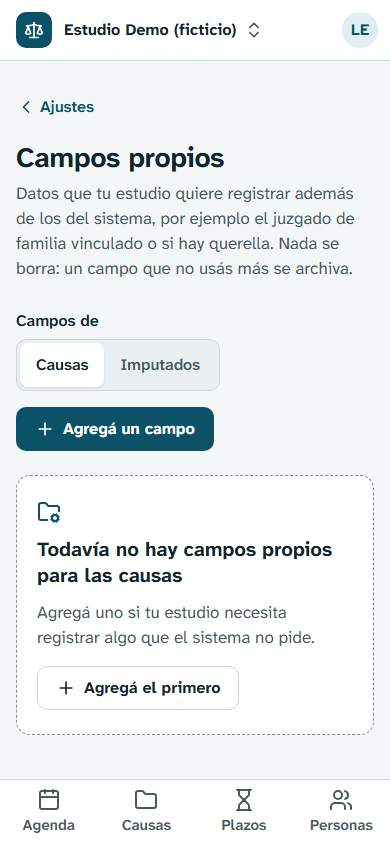 Estudio Demo (ficticio)
LE
Ajustes
Campos propios
Datos que tu estudio quiere registrar además
de los del sistema, por ejemplo el juzgado de
familia vinculado o si hay querella. Nada se
borra: un campo que no usás más se archiva.
Campos de
Causas
Imputados
Agregá un campo
Todavía no hay campos propios
para las causas
Agregá uno si tu estudio necesita
registrar algo que el sistema no pide.
Agregá el primero
Agenda
Causas
Plazos
Personas